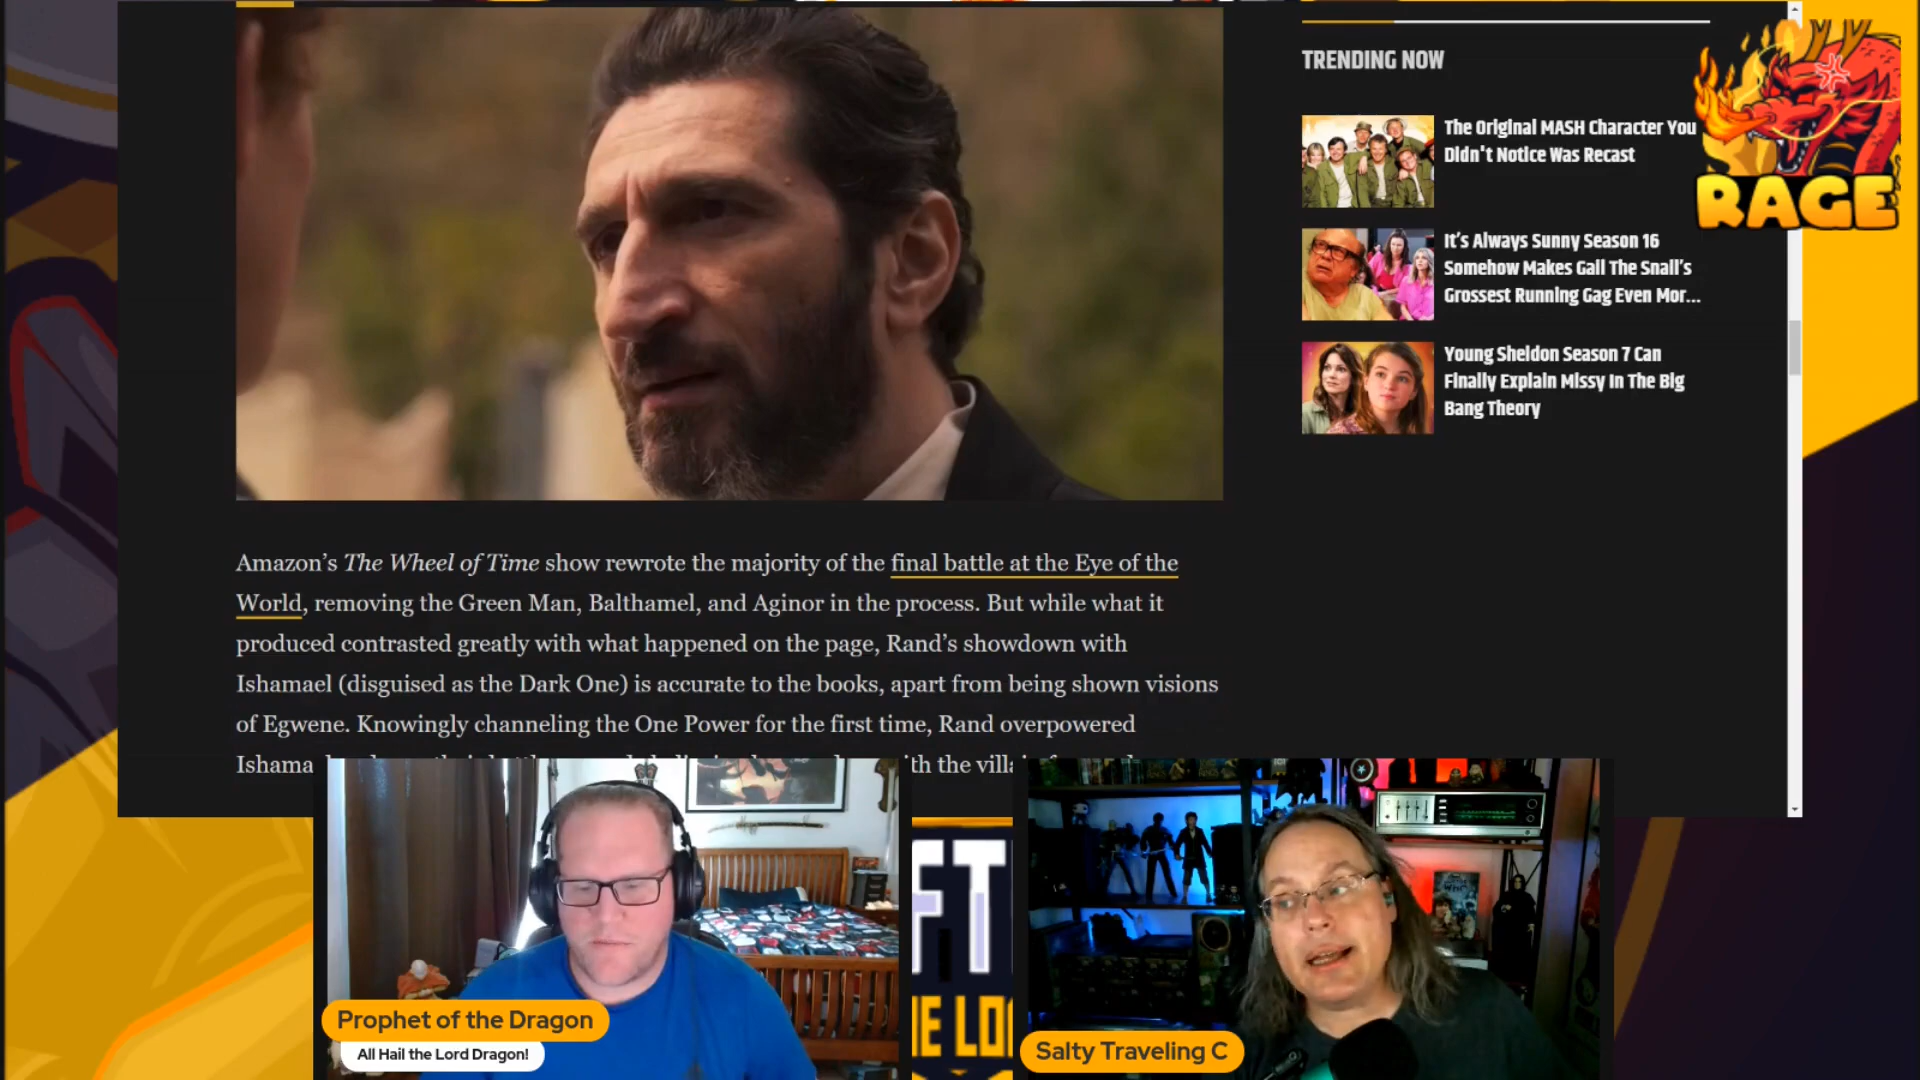 TRENDING NOW
The Original MASH Character You
Didn't Notice Was Recast
It's Always Sunny Season 16
Somehow Makes Gail The Snail's
Grossest Running Gag Even Mor...
Young Sheldon Season 7 Can
Finally Explain Missy In The Big
Bang Theory
RAGE
Amazon's The Wheel of Time show rewrote the majority of the final battle at the Eye of the
World, removing the Green Man, Balthamel, and Aginor in the process. But while what it
produced contrasted greatly with what happened on the page, Rand's showdown with
Ishamael (disguised as the Dark One) is accurate to the books, apart from being shown visions
of Egwene. Knowingly channeling the One Power for the first time, Rand overpowered
Ishama
th the villa
FT
E LO
Prophet of the Dragon
All Hail the Lord Dragon!
Salty Traveling C